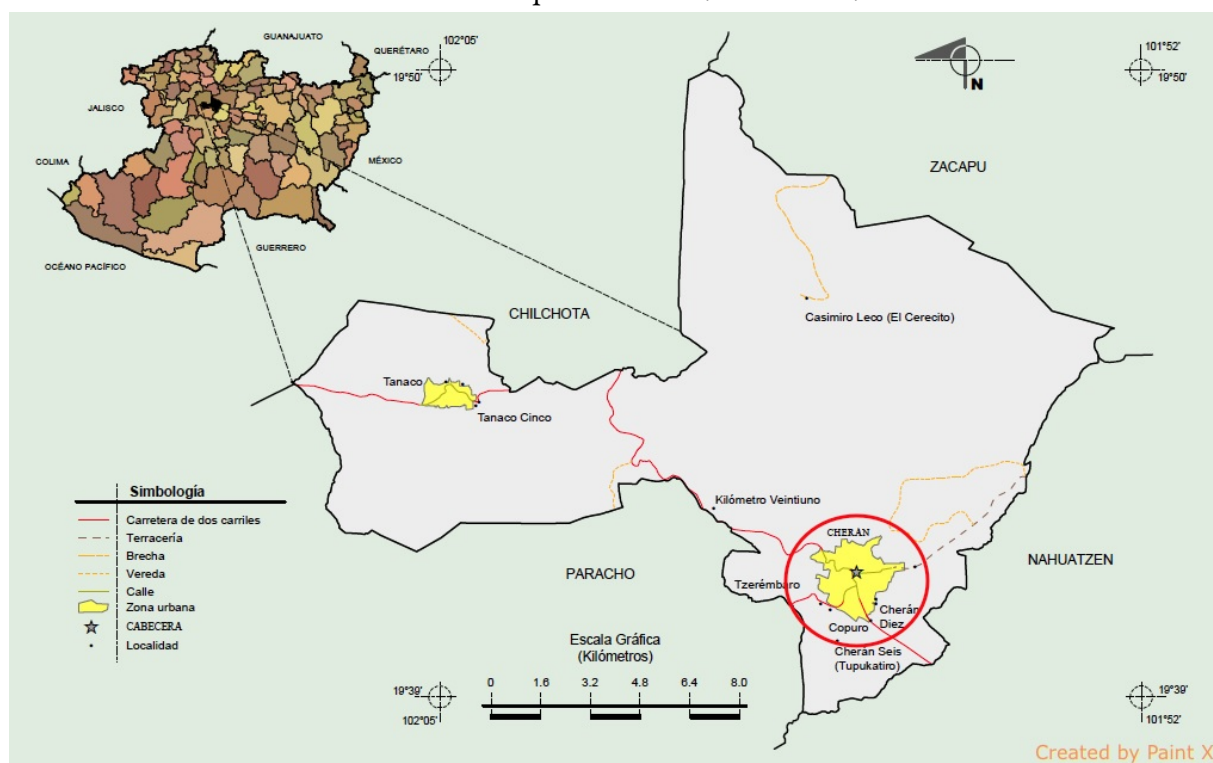 GUANAJUATO
QUERÉTARO
102°05'
19°50'
JALISCO
COLIMA
MÉXICO
GUERRERO
OCÉANO PACÍFICO
N
101°52'
19°50'
ZACAPU
CHILCHOTA
Casimiro Leco (El Cerecito)
Tanaco
Tanaco Cinco
Kilómetro Veintiuno
CHERÁN
NAHUATZEN
PARACHO
Tzerémbaro
Cherán
Diez
Copuro
Cherán Seis
(Tupukatiro)
Simbología
Carretera de dos carriles
Terracería
Brecha
Vereda
Calle
Zona urbana
CABECERA
Localidad
Escala Gráfica
(Kilómetros)
0 1.6 3.2 4.8 6.4 8.0
19°39'
102°05'
19°39'
101°52'
Created by Paint X